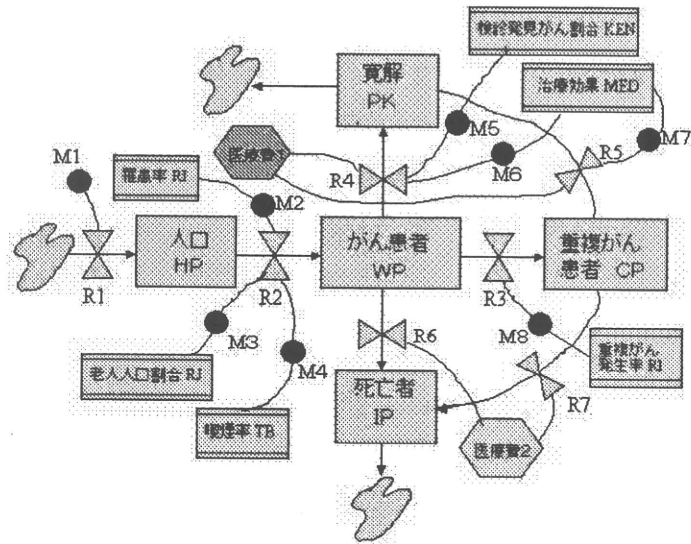 検診発見がん割合 KEN
寛解
PK
治療効果 MED
M7
M5
医療費1
R5
M1
罹患率 RI
R4
M6
M2
人口
HP
がん患者
WP
重複がん
患者 CP
R1
R2
R3
M3
R6
M8
M4
重複がん
発生率 RI
老人人口割合 RI
死亡者
IP
R7
喫煙率 TB
医療費2